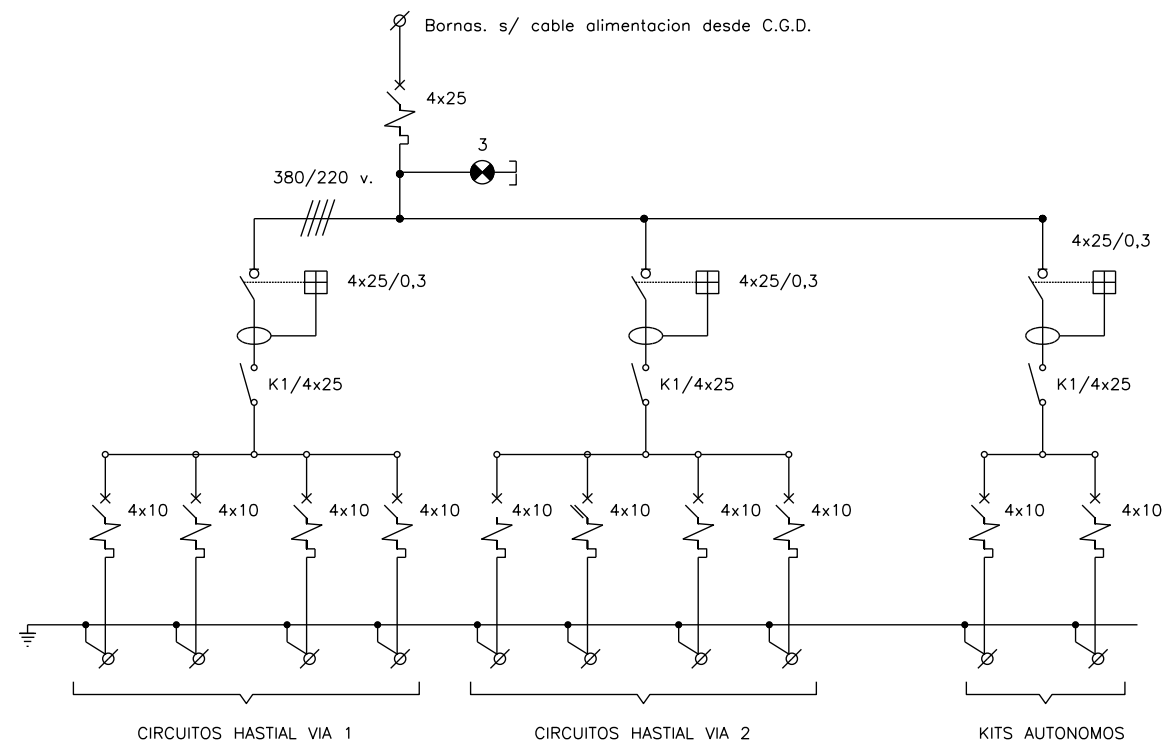 Bornas. s/ cable alimentacion desde C.G.D.
4x25
3
380/220 v.
4x25/0,3
4x25/0,3
4x25/0,3
K1/4x25
K1/4x25
K1/4x25
4x10
4x10
4x10
4x10
4x10
4x10
4x10
4x10
4x10
4x10
CIRCUITOS HASTIAL VIA 1
CIRCUITOS HASTIAL VIA 2
KITS AUTONOMOS